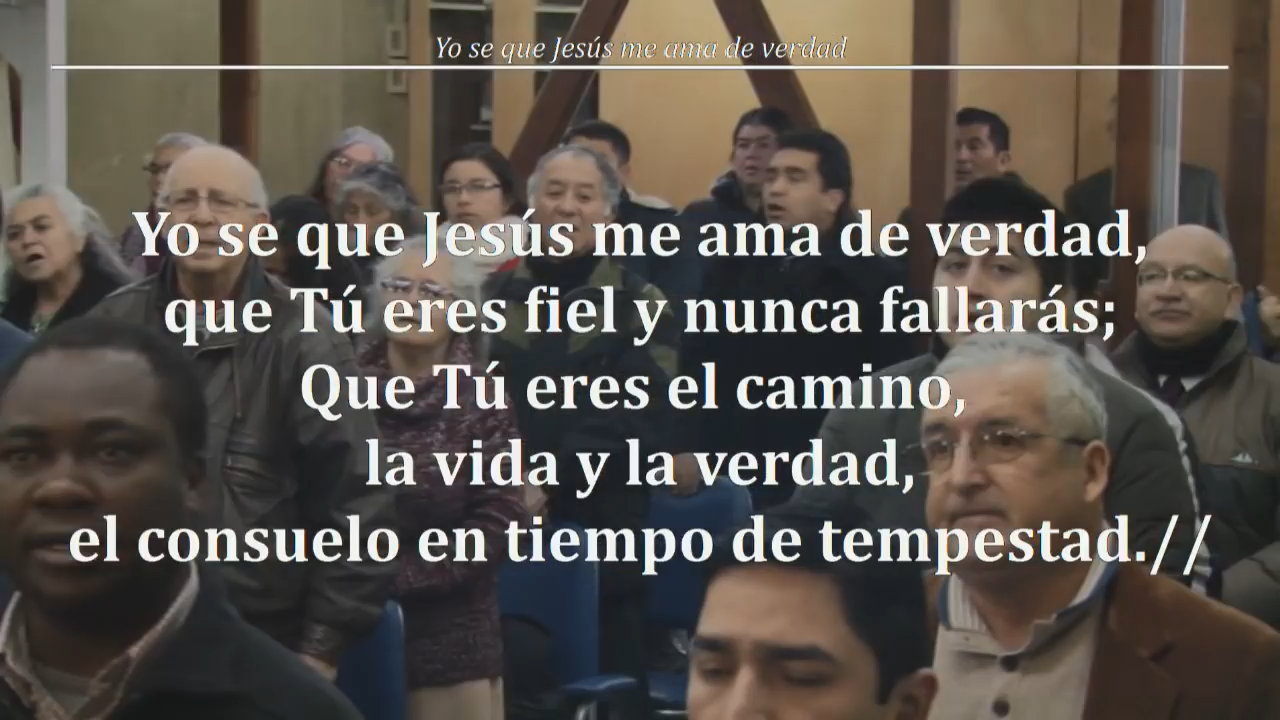 Yo se que Jesús me ama de verdad
Yo se que Jesús me ama de verdad,
que Tú eres fiel y nunca fallarás;
Que Tú eres el camino,
la vida y la verdad,
el consuelo en tiempo de tempestad.//